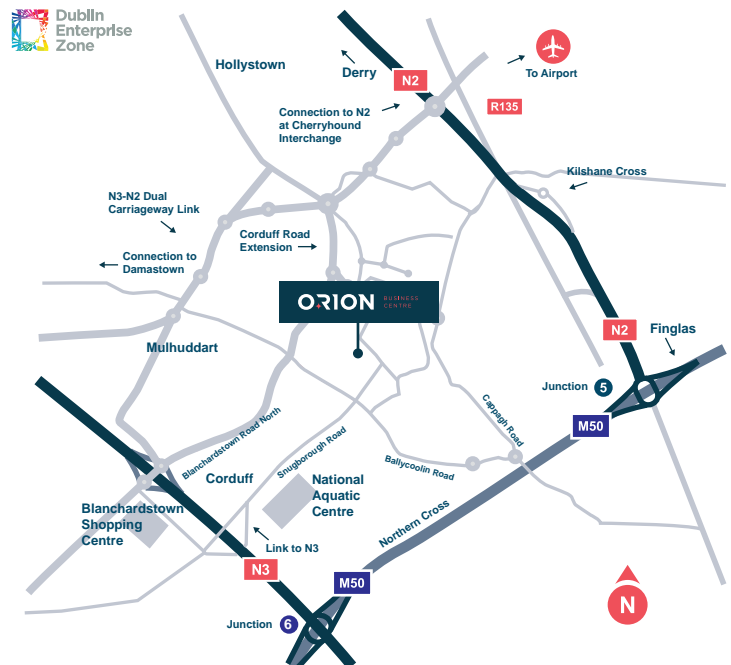 Dublin
Enterprise
Zone
Hollystown
Derry
N2
To Airport
R135
Connection to N2
at Cherryhound
Interchange
Kilshane Cross
N3-N2 Dual
Carriageway Link
Corduff Road
Extension
Connection to
Damastown
ORION BUSINESS
CENTRE
N2
Finglas
Mulhuddart
Junction 5
M50
Cappagh Road
Blanchardstown Road North
Snugborough Road
Ballycoolin Road
Corduff
National
Aquatic
Centre
Blanchardstown
Shopping
Centre
Northern Cross
Link to N3
N3
M50
N
Junction 6